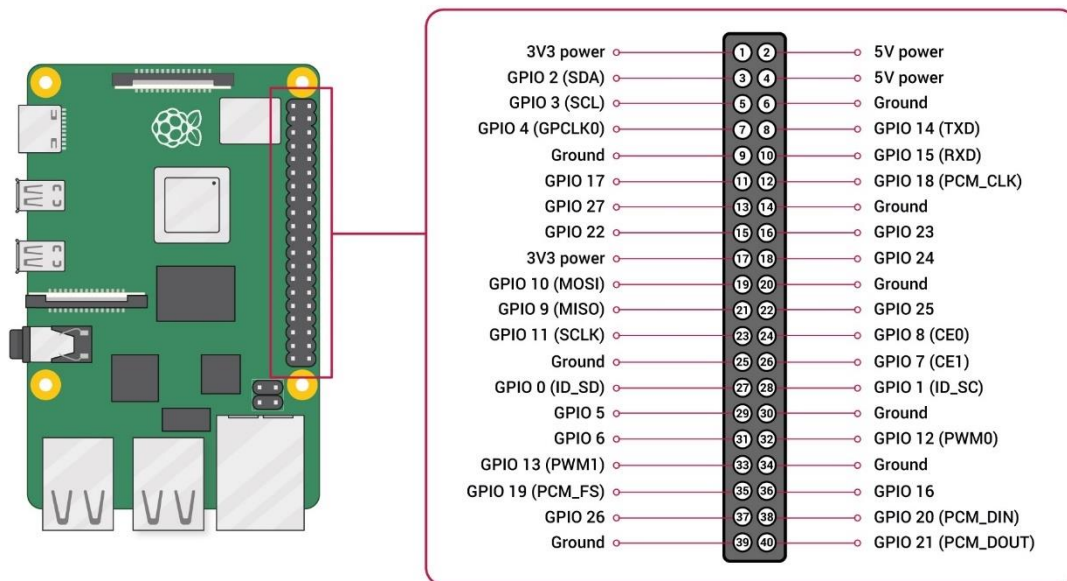 3V3 power 1 2 5V power
GPIO 2 (SDA) 3 4 5V power
GPIO 3 (SCL) 5 6 Ground
GPIO 4 (GPCLK0) 7 8 GPIO 14 (TXD)
Ground 9 10 GPIO 15 (RXD)
GPIO 17 11 12 GPIO 18 (PCM_CLK)
GPIO 27 13 14 Ground
GPIO 22 15 16 GPIO 23
3V3 power 17 18 GPIO 24
GPIO 10 (MOSI) 19 20 Ground
GPIO 9 (MISO) 21 22 GPIO 25
GPIO 11 (SCLK) 23 24 GPIO 8 (CE0)
Ground 25 26 GPIO 7 (CE1)
GPIO 0 (ID_SD) 27 28 GPIO 1 (ID_SC)
GPIO 5 29 30 Ground
GPIO 6 31 32 GPIO 12 (PWM0)
GPIO 13 (PWM1) 33 34 Ground
GPIO 19 (PCM_FS) 35 36 GPIO 16
GPIO 26 37 38 GPIO 20 (PCM_DIN)
Ground 39 40 GPIO 21 (PCM_DOUT)